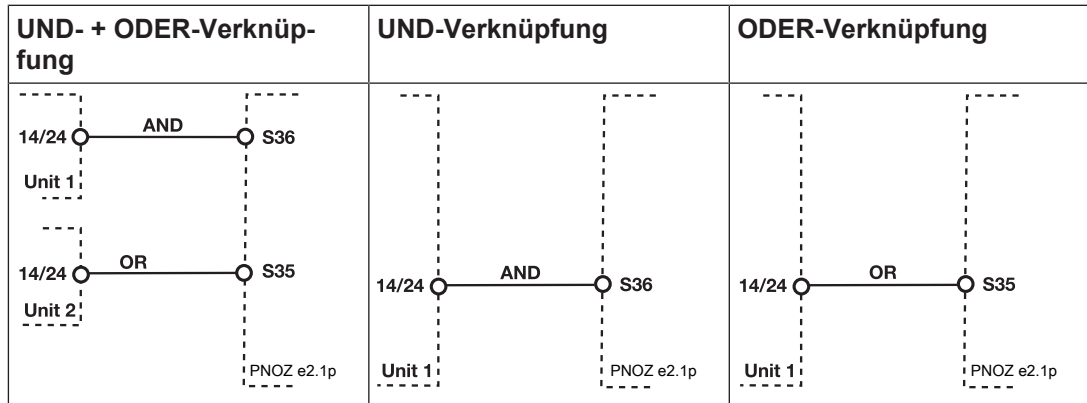 UND- + ODER-Verknüp-
fung
UND-Verknüpfung
ODER-Verknüpfung
14/24 AND S36
Unit 1
14/24 OR S35
Unit 2
PNOZ e2.1p
14/24 AND S36
Unit 1
PNOZ e2.1p
14/24 OR S35
Unit 1
PNOZ e2.1p